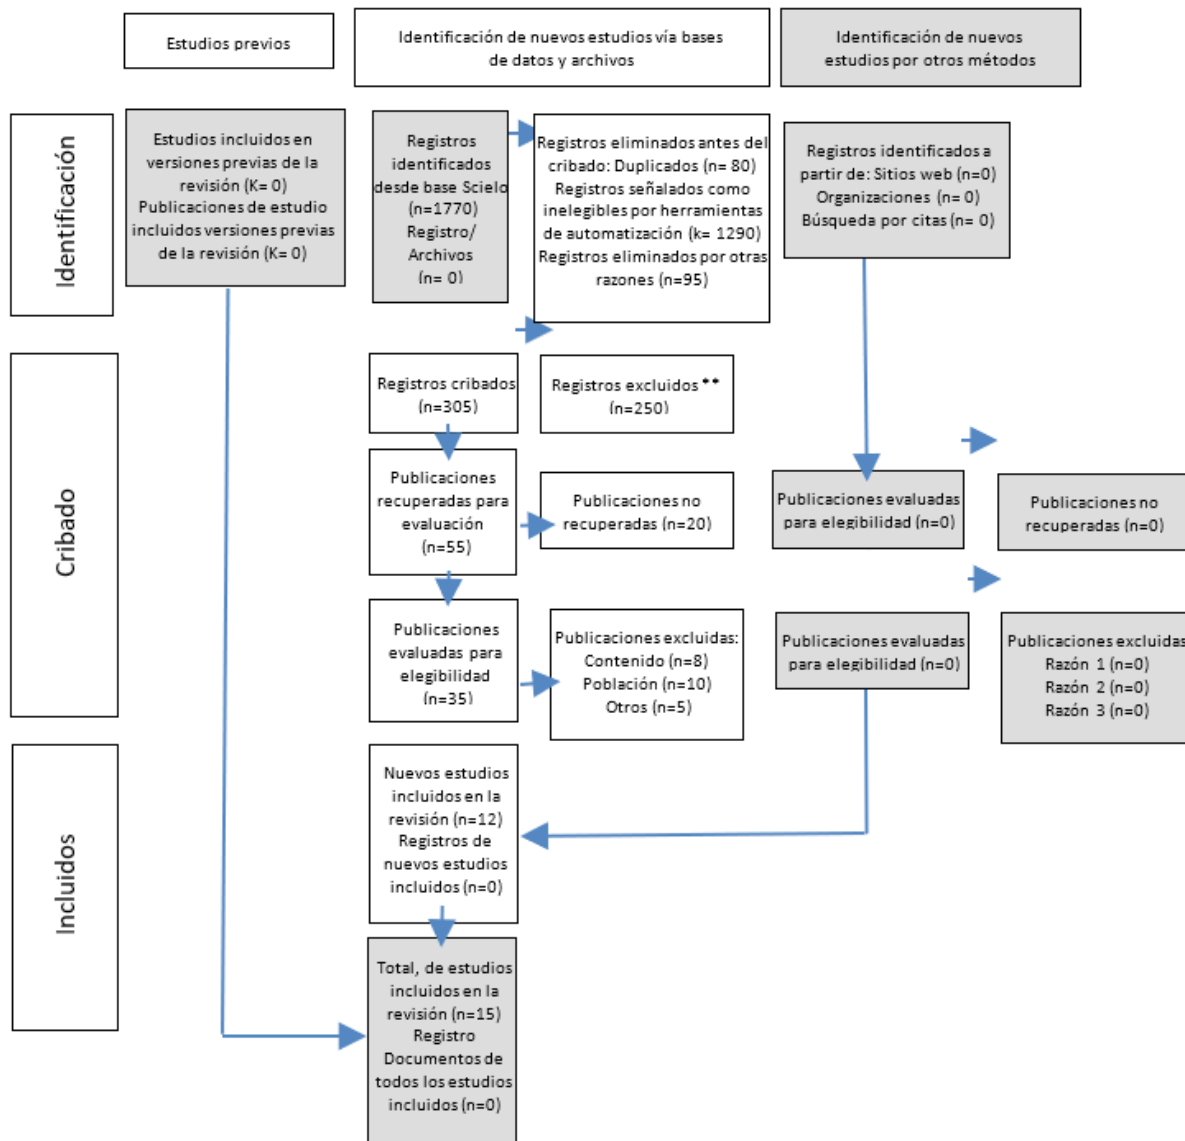 Estudios previos
Identificación de nuevos estudios vía bases
de datos y archivos
Identificación de nuevos
estudios por otros métodos
Identificación
Estudios incluidos en
versiones previas de la
revisión (K= 0)
Publicaciones de estudio
incluidos versiones previas
de la revisión (K= 0)
Registros
identificados
desde base Scielo
(n=1770)
Registro/
Archivos
(n= 0)
Registros eliminados antes del
cribado: Duplicados (n= 80)
Registros señalados como
inelegibles por herramientas
de automatización (k= 1290)
Registros eliminados por otras
razones (n=95)
Registros identificados a
partir de: Sitios web (n=0)
Organizaciones (n= 0)
Búsqueda por citas (n= 0)
Cribado
Registros cribados
(n=305)
Registros excluidos **
(n=250)
Publicaciones
recuperadas para
evaluación
(n=55)
Publicaciones no
recuperadas (n=20)
Publicaciones evaluadas
para elegibilidad (n=0)
Publicaciones no
recuperadas (n=0)
Publicaciones
evaluadas para
elegibilidad
(n=35)
Publicaciones excluidas:
Contenido (n=8)
Población (n=10)
Otros (n=5)
Publicaciones evaluadas
para elegibilidad (n=0)
Publicaciones excluidas:
Razón 1 (n=0)
Razón 2 (n=0)
Razón 3 (n=0)
Incluidos
Nuevos estudios
incluidos en la
revisión (n=12)
Registros de
nuevos estudios
incluidos (n=0)
Total, de estudios
incluidos en la
revisión (n=15)
Registro
Documentos de
todos los estudios
incluidos (n=0)